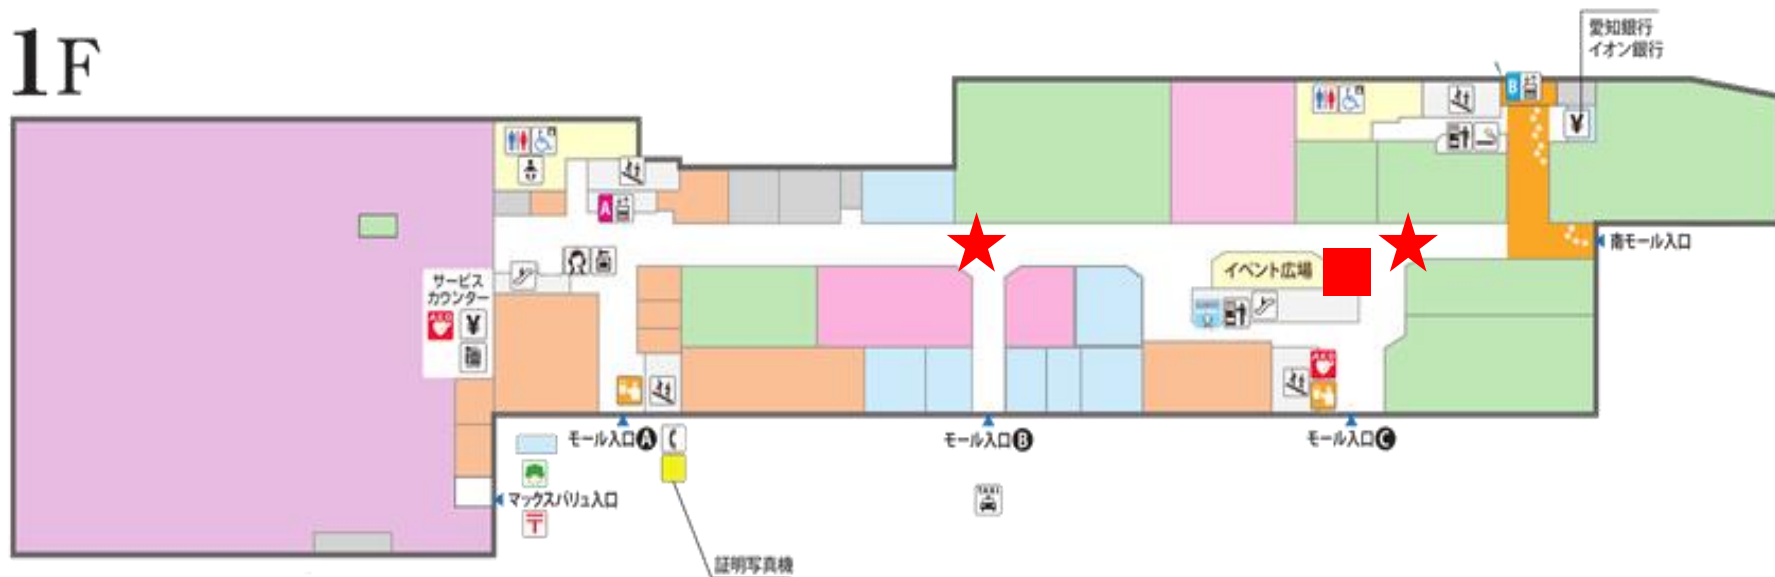 1F
愛知銀行
イオン銀行
B
¥
A
南モール入口
イベント広場
サービス
カウンター
AED
¥
AED
モール入口A
モール入口B
モール入口C
マックスバリュ入口
〒
TAXI
証明写真機